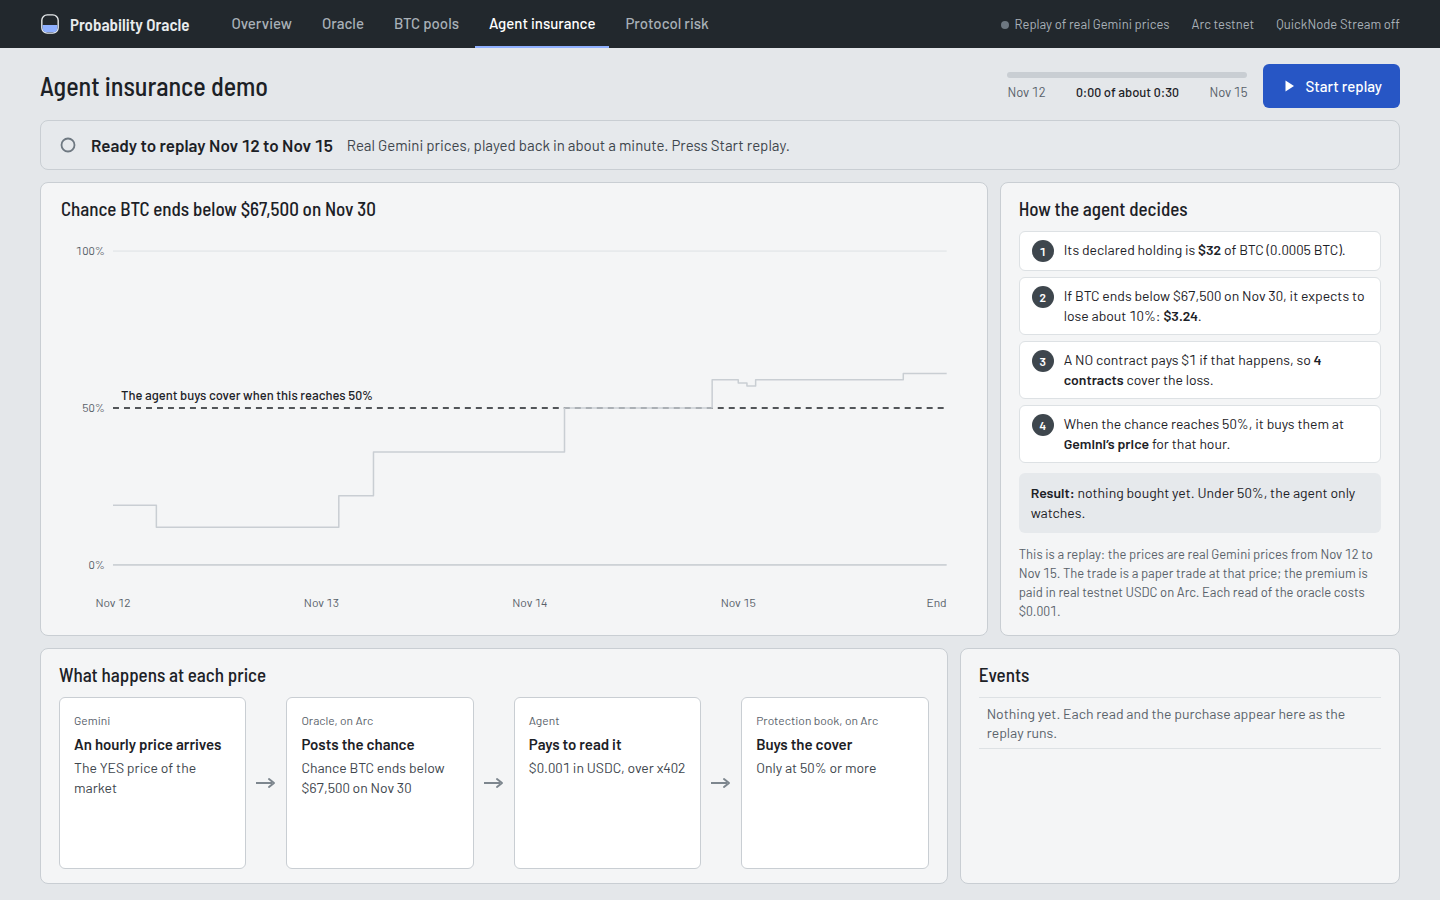 Probability Oracle
Overview
Oracle
BTC pools
Agent insurance
Protocol risk
Replay of real Gemini prices
Arc testnet
QuickNode Stream off
Agent insurance demo
Nov 12
0:00 of about 0:30
Nov 15
Start replay
Ready to replay Nov 12 to Nov 15
Real Gemini prices, played back in about a minute. Press Start replay.
Chance BTC ends below $67,500 on Nov 30
100%
The agent buys cover when this reaches 50%
50%
0%
Nov 12
Nov 13
Nov 14
Nov 15
End
How the agent decides
1
Its declared holding is $32 of BTC (0.0005 BTC).
2
If BTC ends below $67,500 on Nov 30, it expects to
lose about 10%: $3.24.
3
A NO contract pays $1 if that happens, so 4
contracts cover the loss.
4
When the chance reaches 50%, it buys them at
Gemini's price for that hour.
Result: nothing bought yet. Under 50%, the agent only
watches.
This is a replay: the prices are real Gemini prices from Nov 12 to
Nov 15. The trade is a paper trade at that price; the premium is
paid in real testnet USDC on Arc. Each read of the oracle costs
$0.001.
What happens at each price
Gemini
An hourly price arrives
The YES price of the
market
Oracle, on Arc
Posts the chance
Chance BTC ends below
$67,500 on Nov 30
Agent
Pays to read it
$0.001 in USDC, over x402
Protection book, on Arc
Buys the cover
Only at 50% or more
Events
Nothing yet. Each read and the purchase appear here as the
replay runs.